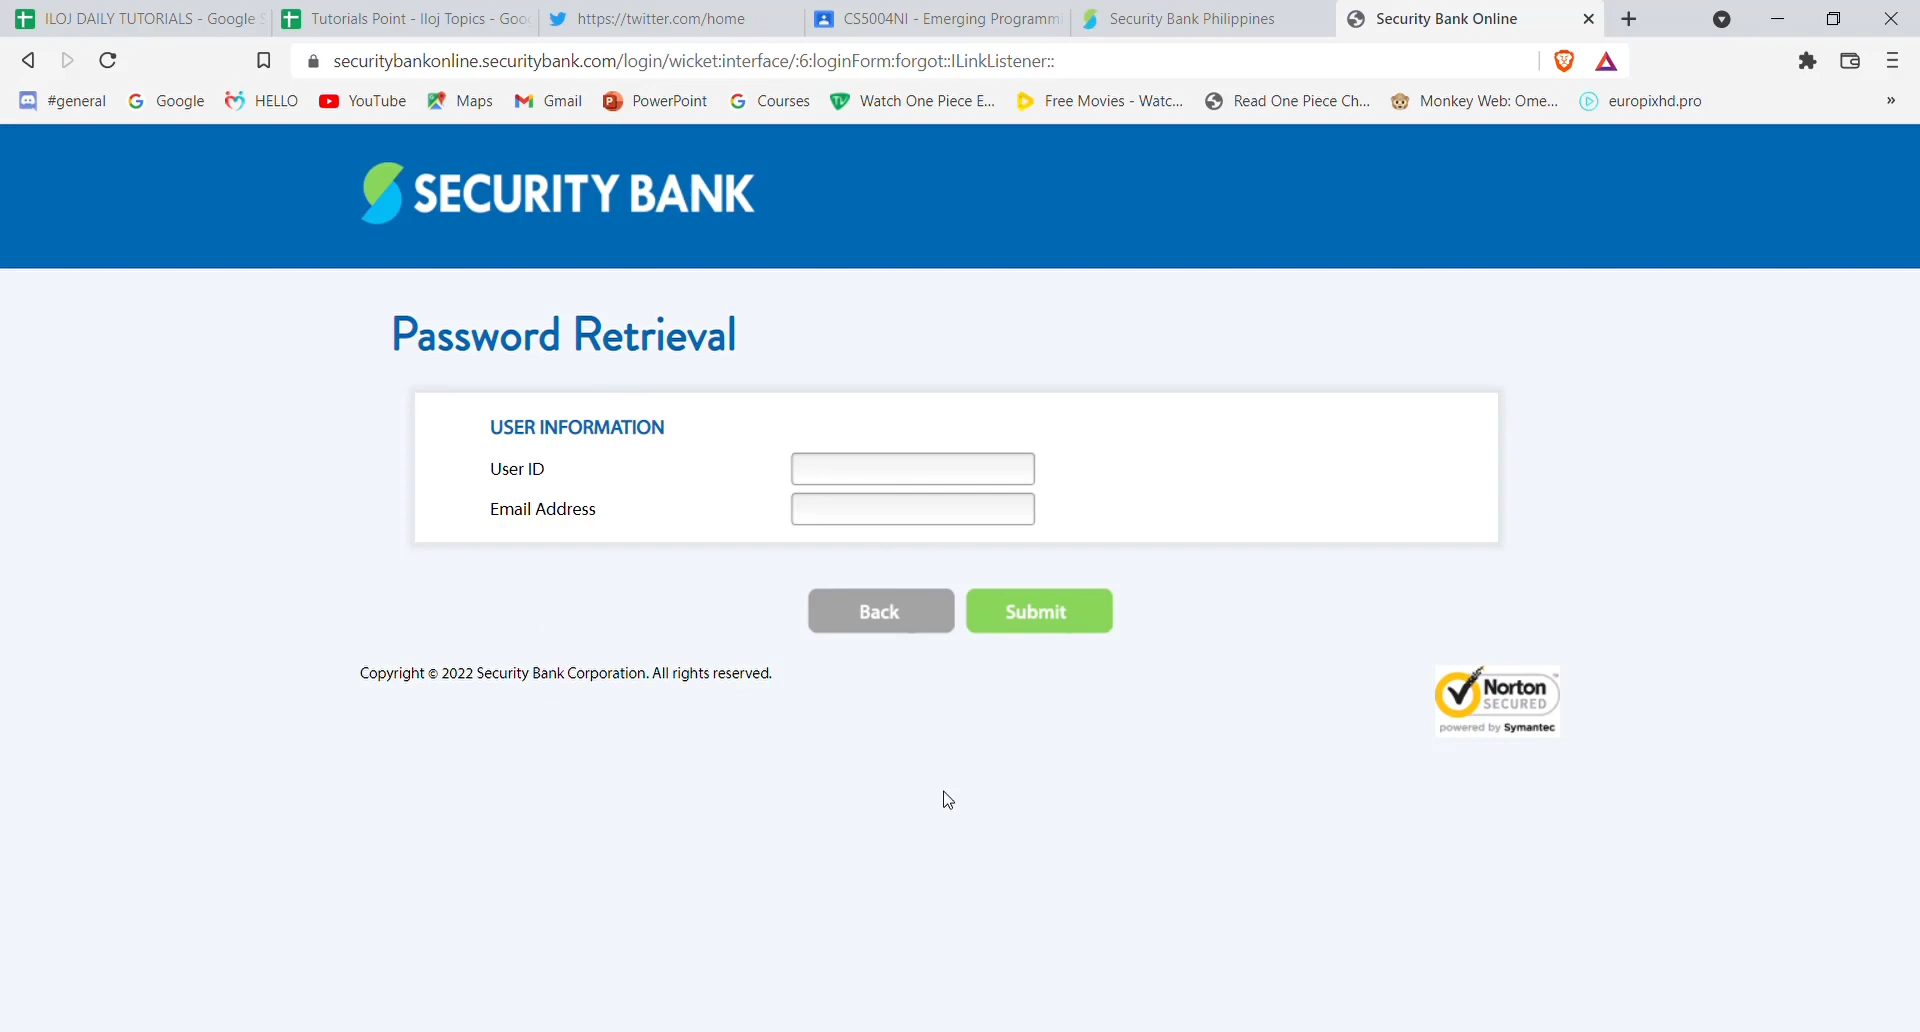 ILOJ DAILY TUTORIALS - Google S
Tutorials Point - Iloj Topics - Goo
https://twitter.com/home
CS5004NI - Emerging Programm
Security Bank Philippines
Security Bank Online
securitybankonline.securitybank.com/login/wicket:interface/:6:loginForm:forgot::ILinkListener::
#general
Google
HELLO
YouTube
Maps
Gmail
PowerPoint
Courses
Watch One Piece E...
Free Movies - Watc...
Read One Piece Ch...
Monkey Web: Ome...
europixhd.pro
»
SECURITY BANK
Password Retrieval
USER INFORMATION
User ID
Email Address
Back
Submit
Copyright © 2022 Security Bank Corporation. All rights reserved.
Norton
SECURED
powered by Symantec